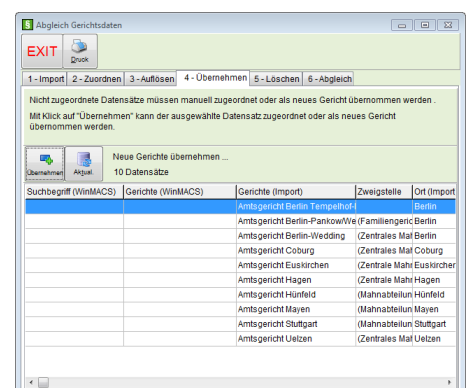 § Abgleich Gerichtsdaten
EXIT Druck
1 - Import 2 - Zuordnen 3 - Auflösen 4 - Übernehmen 5 - Löschen 6 - Abgleich
Nicht zugeordnete Datensätze müssen manuell zugeordnet oder als neues Gericht übernommen werden .
Mit Klick auf "Übernehmen" kann der ausgewählte Datensatz zugeordnet oder als neues Gericht
übernommen werden.
Übernehmen Aktual. Neue Gerichte übernehmen ...
10 Datensätze
Suchbegriff (WinMACS) Gerichte (WinMACS) Gerichte (Import) Zweigstelle Ort (Import
Amtsgericht Berlin Tempelhof- Berlin
Amtsgericht Berlin-Pankow/We (Familiengeric Berlin
Amtsgericht Berlin-Wedding (Zentrales Mah Berlin
Amtsgericht Coburg (Zentrales Mah Coburg
Amtsgericht Euskirchen (Zentrale Mahn Euskirchen
Amtsgericht Hagen (Zentrale Mahn Hagen
Amtsgericht Hünfeld (Mahnabteilun Hünfeld
Amtsgericht Mayen (Mahnabteilun Mayen
Amtsgericht Stuttgart (Mahnabteilun Stuttgart
Amtsgericht Uelzen (Zentrales Mah Uelzen